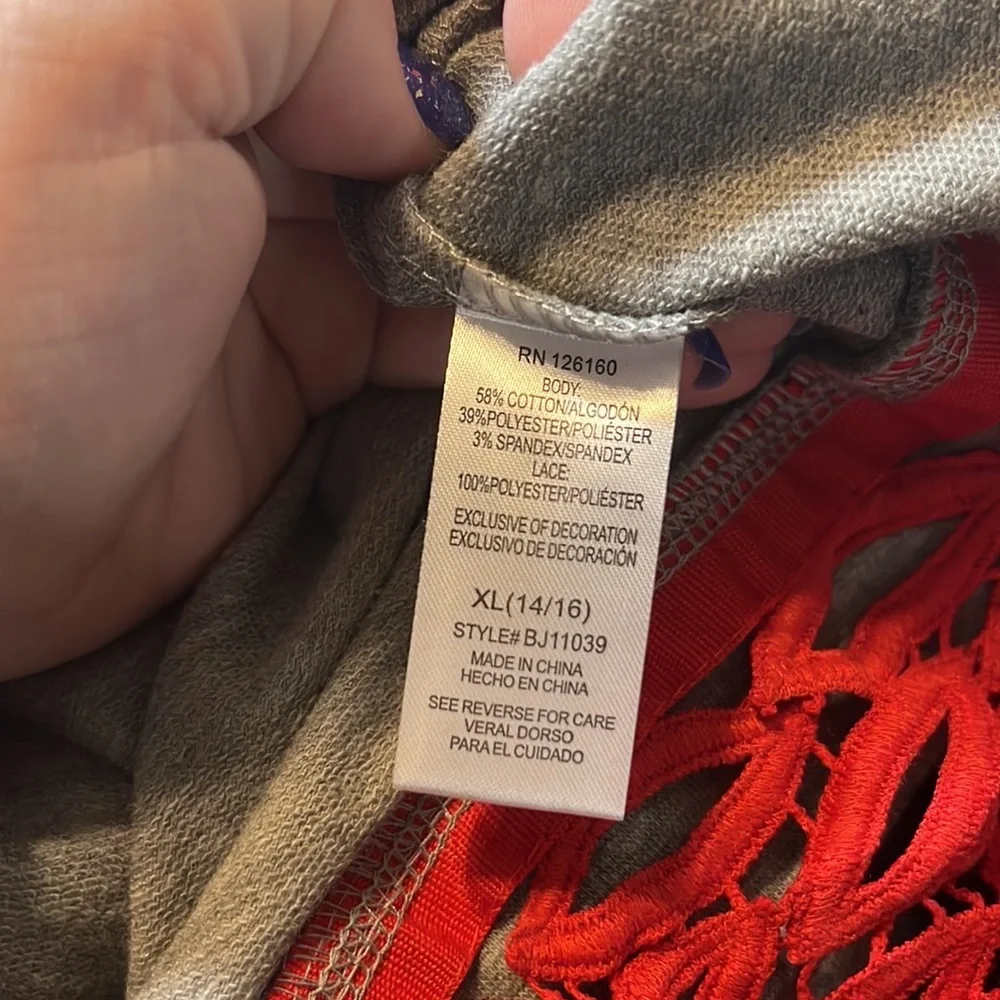 RN 126160
BODY:
58% COTTON/ALGODÓN
39%POLYESTER/POLIÉSTER
3% SPANDEX/SPANDEX
LACE:
100%POLYESTER/POLIÉSTER
EXCLUSIVE OF DECORATION
EXCLUSIVO DE DECORACIÓN
XL(14/16)
STYLE# BJ11039
MADE IN CHINA
HECHO EN CHINA
SEE REVERSE FOR CARE
VERAL DORSO
PARA EL CUIDADO